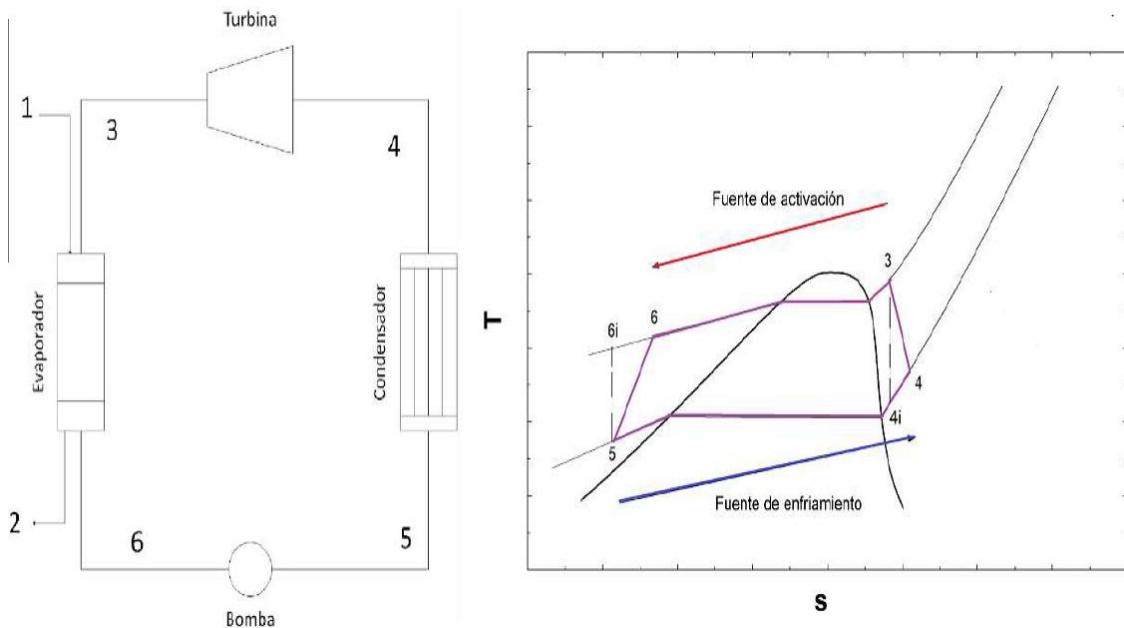 Turbina
1
3
4
Evaporador
Condensador
2
6
5
Bomba
Fuente de activación
3
6i
6
4
4i
5
Fuente de enfriamiento
T
S